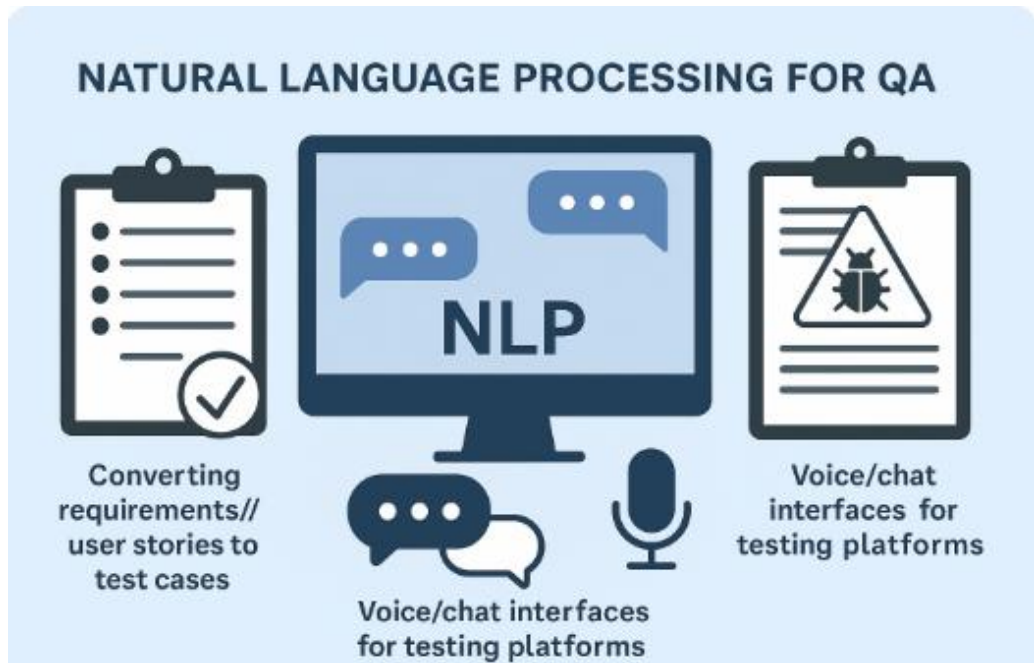 NATURAL LANGUAGE PROCESSING FOR QA
NLP
Converting
requirements//
user stories to
test cases
Voice/chat interfaces
for testing platforms
Voice/chat
interfaces for
testing platforms